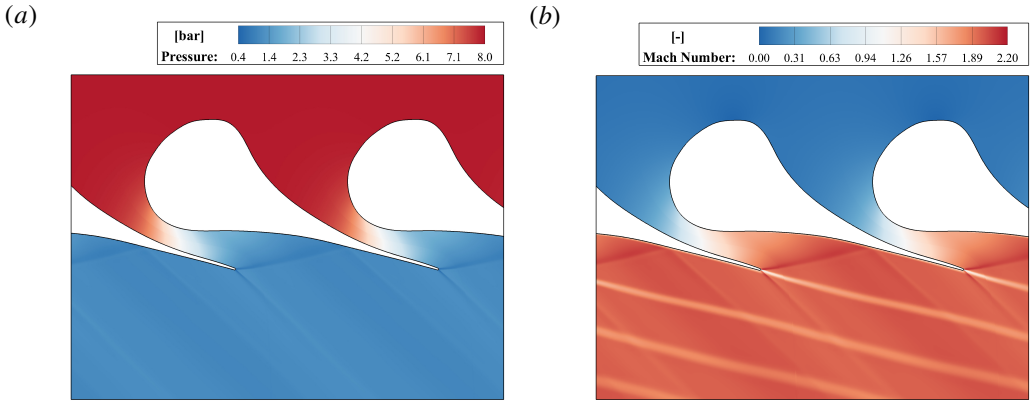 (a)
[bar]
Pressure: 0.4 1.4 2.3 3.3 4.2 5.2 6.1 7.1 8.0
(b)
[-]
Mach Number: 0.00 0.31 0.63 0.94 1.26 1.57 1.89 2.20